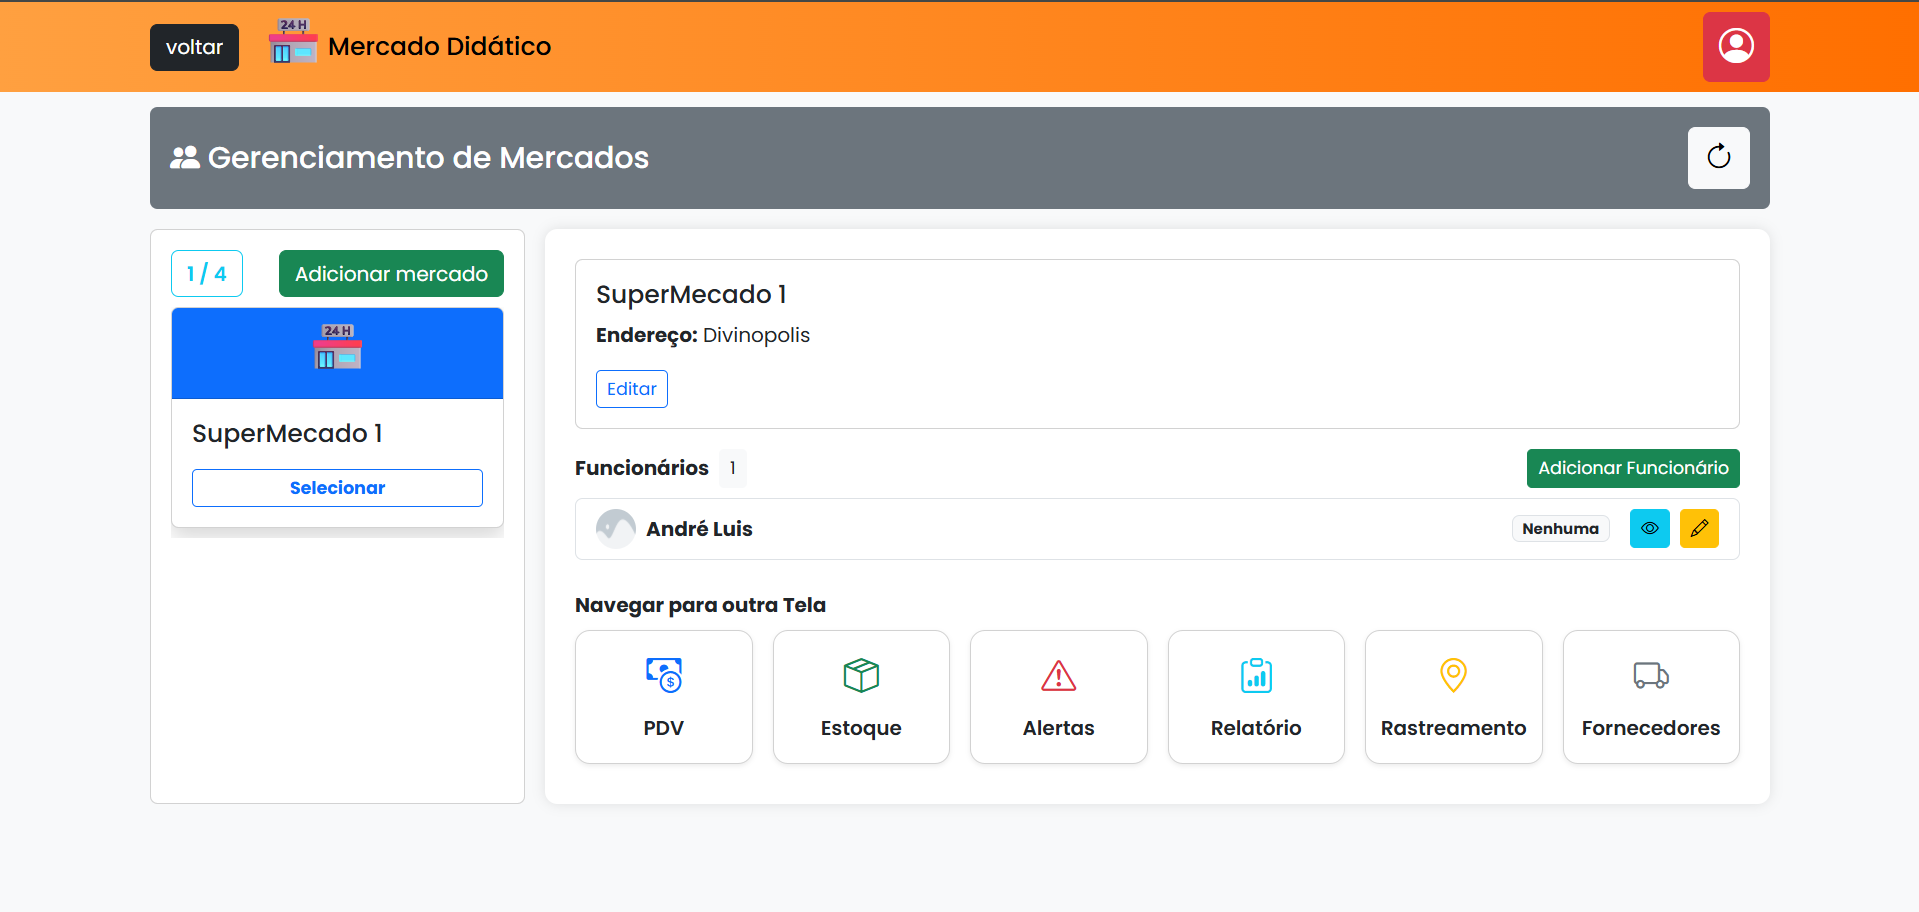 voltar
24 H
Mercado Didático
Gerenciamento de Mercados
1 / 4
Adicionar mercado
24 H
SuperMecado 1
Selecionar
SuperMecado 1
Endereço: Divinopolis
Editar
Funcionários 1
Adicionar Funcionário
André Luis
Nenhuma
Navegar para outra Tela
$
PDV
Estoque
Alertas
Relatório
Rastreamento
Fornecedores